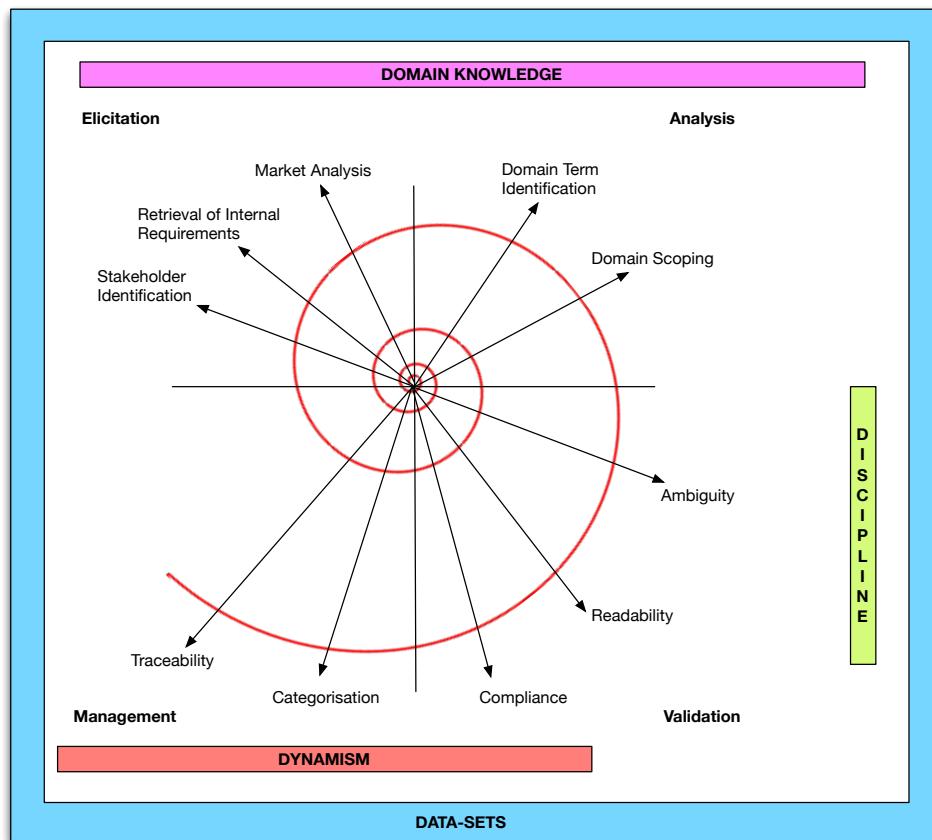 DOMAIN KNOWLEDGE
Elicitation
Analysis
Market Analysis
Domain Term
Identification
Retrieval of Internal
Requirements
Domain Scoping
Stakeholder
Identification
DISCIPLINE
Ambiguity
Readability
Traceability
Categorisation
Compliance
Management
Validation
DYNAMISM
DATA-SETS